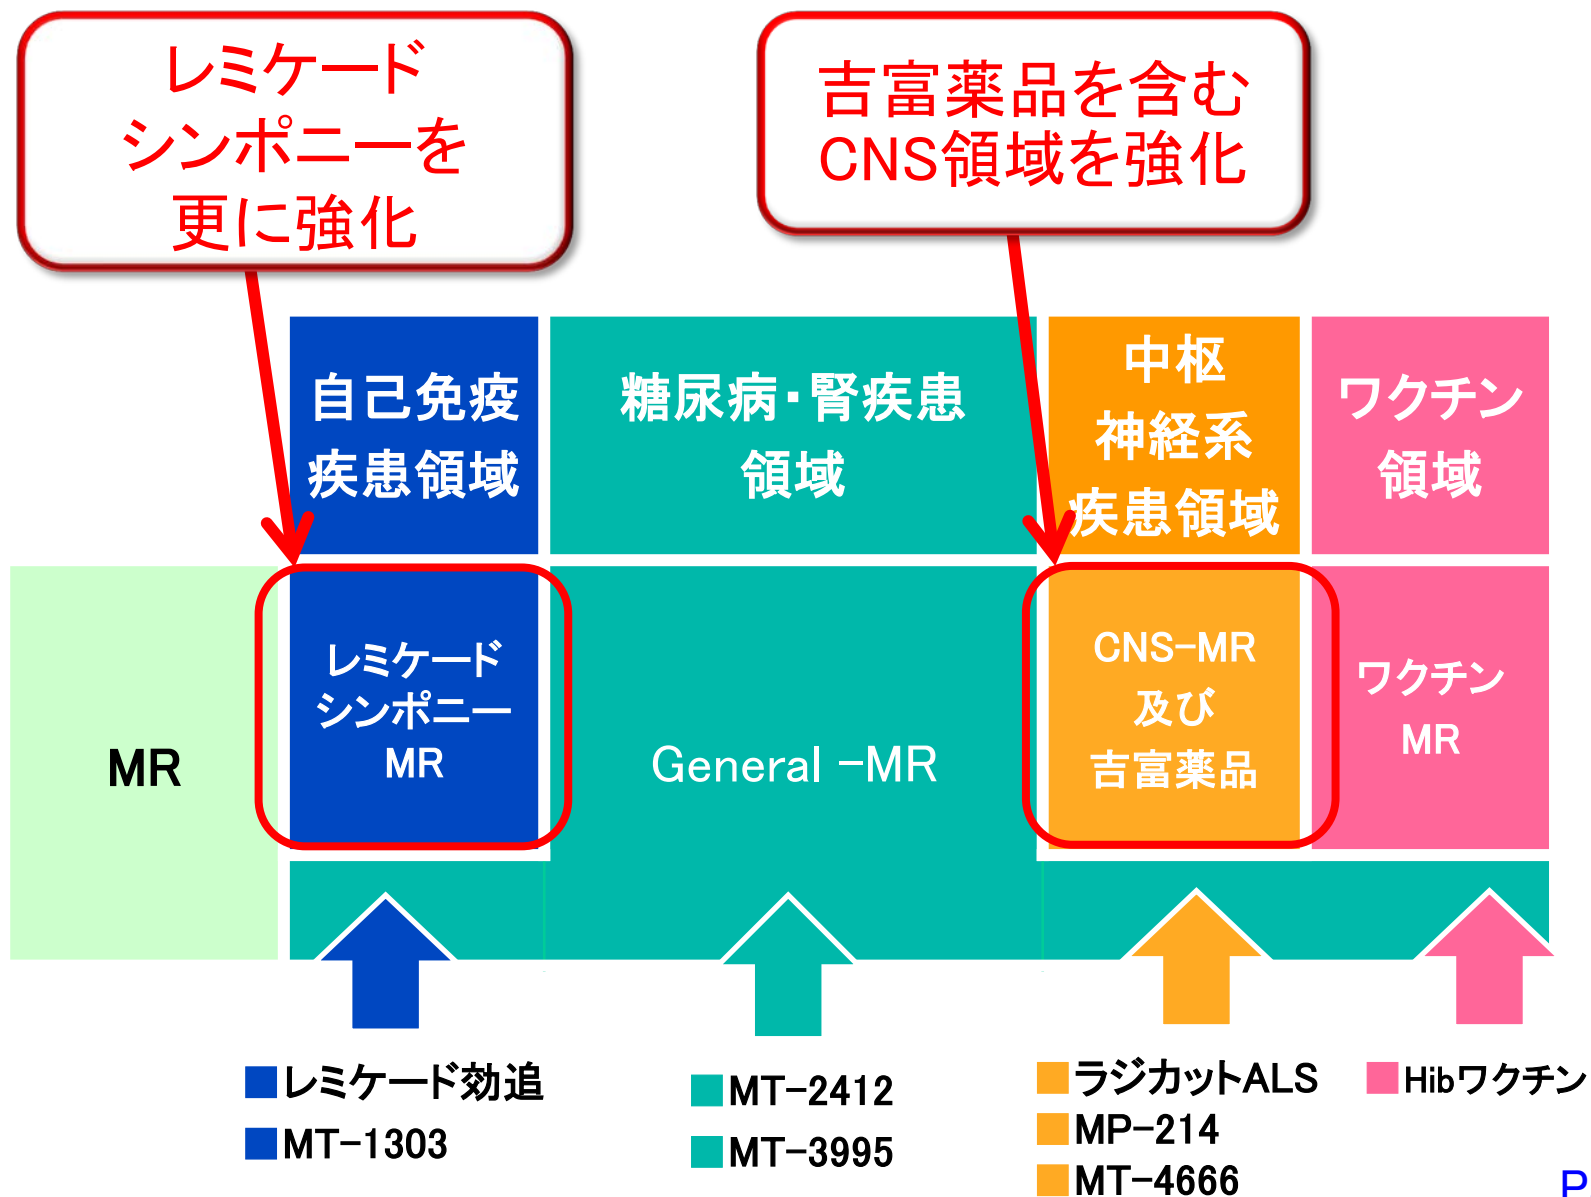 レミケード
シンポニーを
更に強化
吉富薬品を含む
CNS領域を強化
自己免疫
疾患領域
糖尿病・腎疾患
領域
中枢
神経系
疾患領域
ワクチン
領域
MR
レミケード
シンポニー
MR
General -MR
CNS-MR
及び
吉富薬品
ワクチン
MR
レミケード効追
MT-1303
MT-2412
MT-3995
ラジカットALS
MP-214
MT-4666
Hibワクチン
P